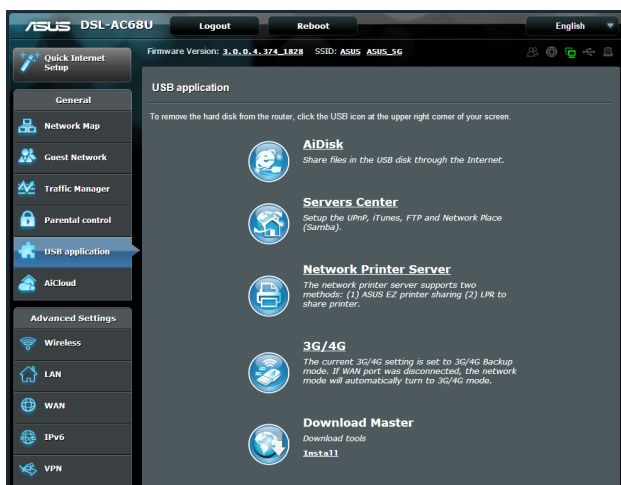 ASUS DSL-AC68U Logout Reboot English
Firmware Version: 3.0.0.4.374_1828 SSID: ASUS ASUS_5G
Quick Internet
Setup
General
Network Map
Guest Network
Traffic Manager
Parental control
USB application
AiCloud
Advanced Settings
Wireless
LAN
WAN
IPv6
VPN
USB application
To remove the hard disk from the router, click the USB icon at the upper right corner of your screen.
AiDisk
Share files in the USB disk through the Internet.
Servers Center
Setup the UPnP, iTunes, FTP and Network Place
(Samba).
Network Printer Server
The network printer server supports two
methods: (1) ASUS EZ printer sharing (2) LPR to
share printer.
3G/4G
The current 3G/4G setting is set to 3G/4G Backup
mode. If WAN port was disconnected, the network
mode will automatically turn to 3G/4G mode.
Download Master
Download tools
Install